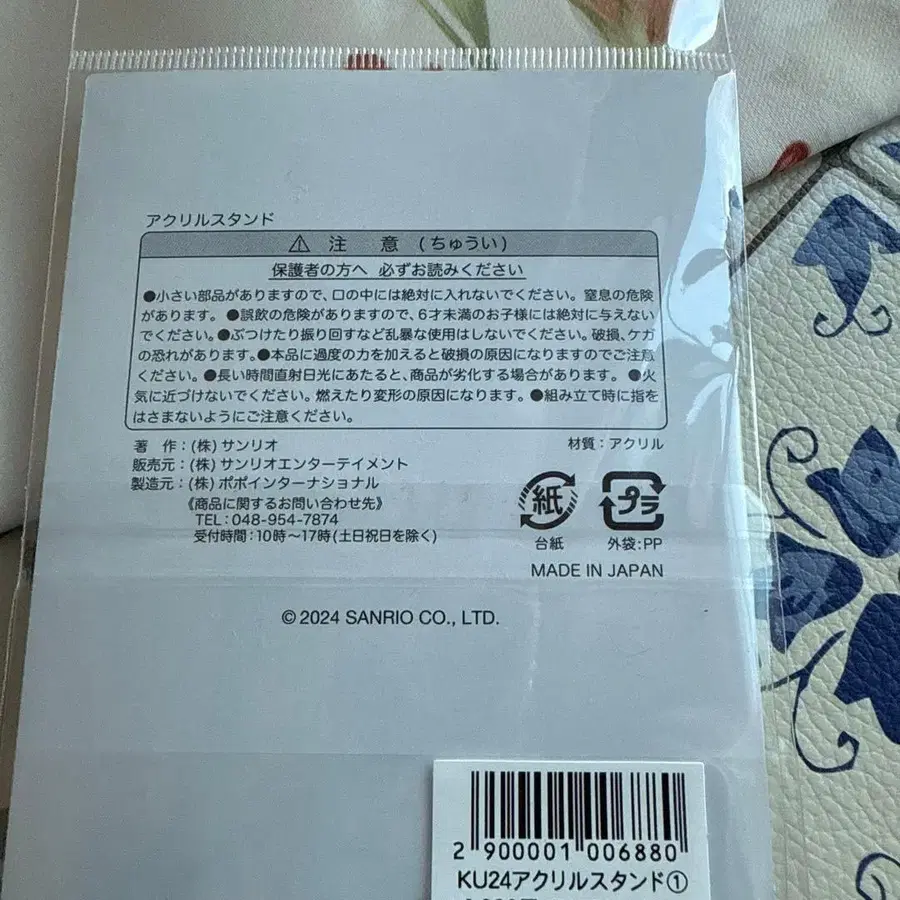 アクリルスタンド
⚠ 注 意 (ちゅうい)
保護者の方へ 必ずお読みください
●小さい部品がありますので、口の中には絶対に入れないでください。窒息の危険
があります。 ●誤飲の危険がありますので、6才未満のお子様には絶対に与えない
でください。●ぶつけたり振り回すなど乱暴な使用はしないでください。破損、ケガ
の恐れがあります。●本品に過度の力を加えると破損の原因になりますのでご注意
ください。●長い時間直射日光にあたると、商品が劣化する場合があります。 ●火
気に近づけないでください。燃えたり変形の原因になります。●組み立て時に指を
はさまないようにご注意ください。
著 作:(株)サンリオ
材質:アクリル
販売元:(株)サンリオエンターテイメント
製造元:(株)ポポインターナショナル
《商品に関するお問い合わせ先》
TEL:048-954-7874
受付時間:10時〜17時(土日祝日を除く)
紙
プラ
台紙
外袋:PP
MADE IN JAPAN
© 2024 SANRIO CO., LTD.
2 900001 006880
KU24アクリルスタンド①